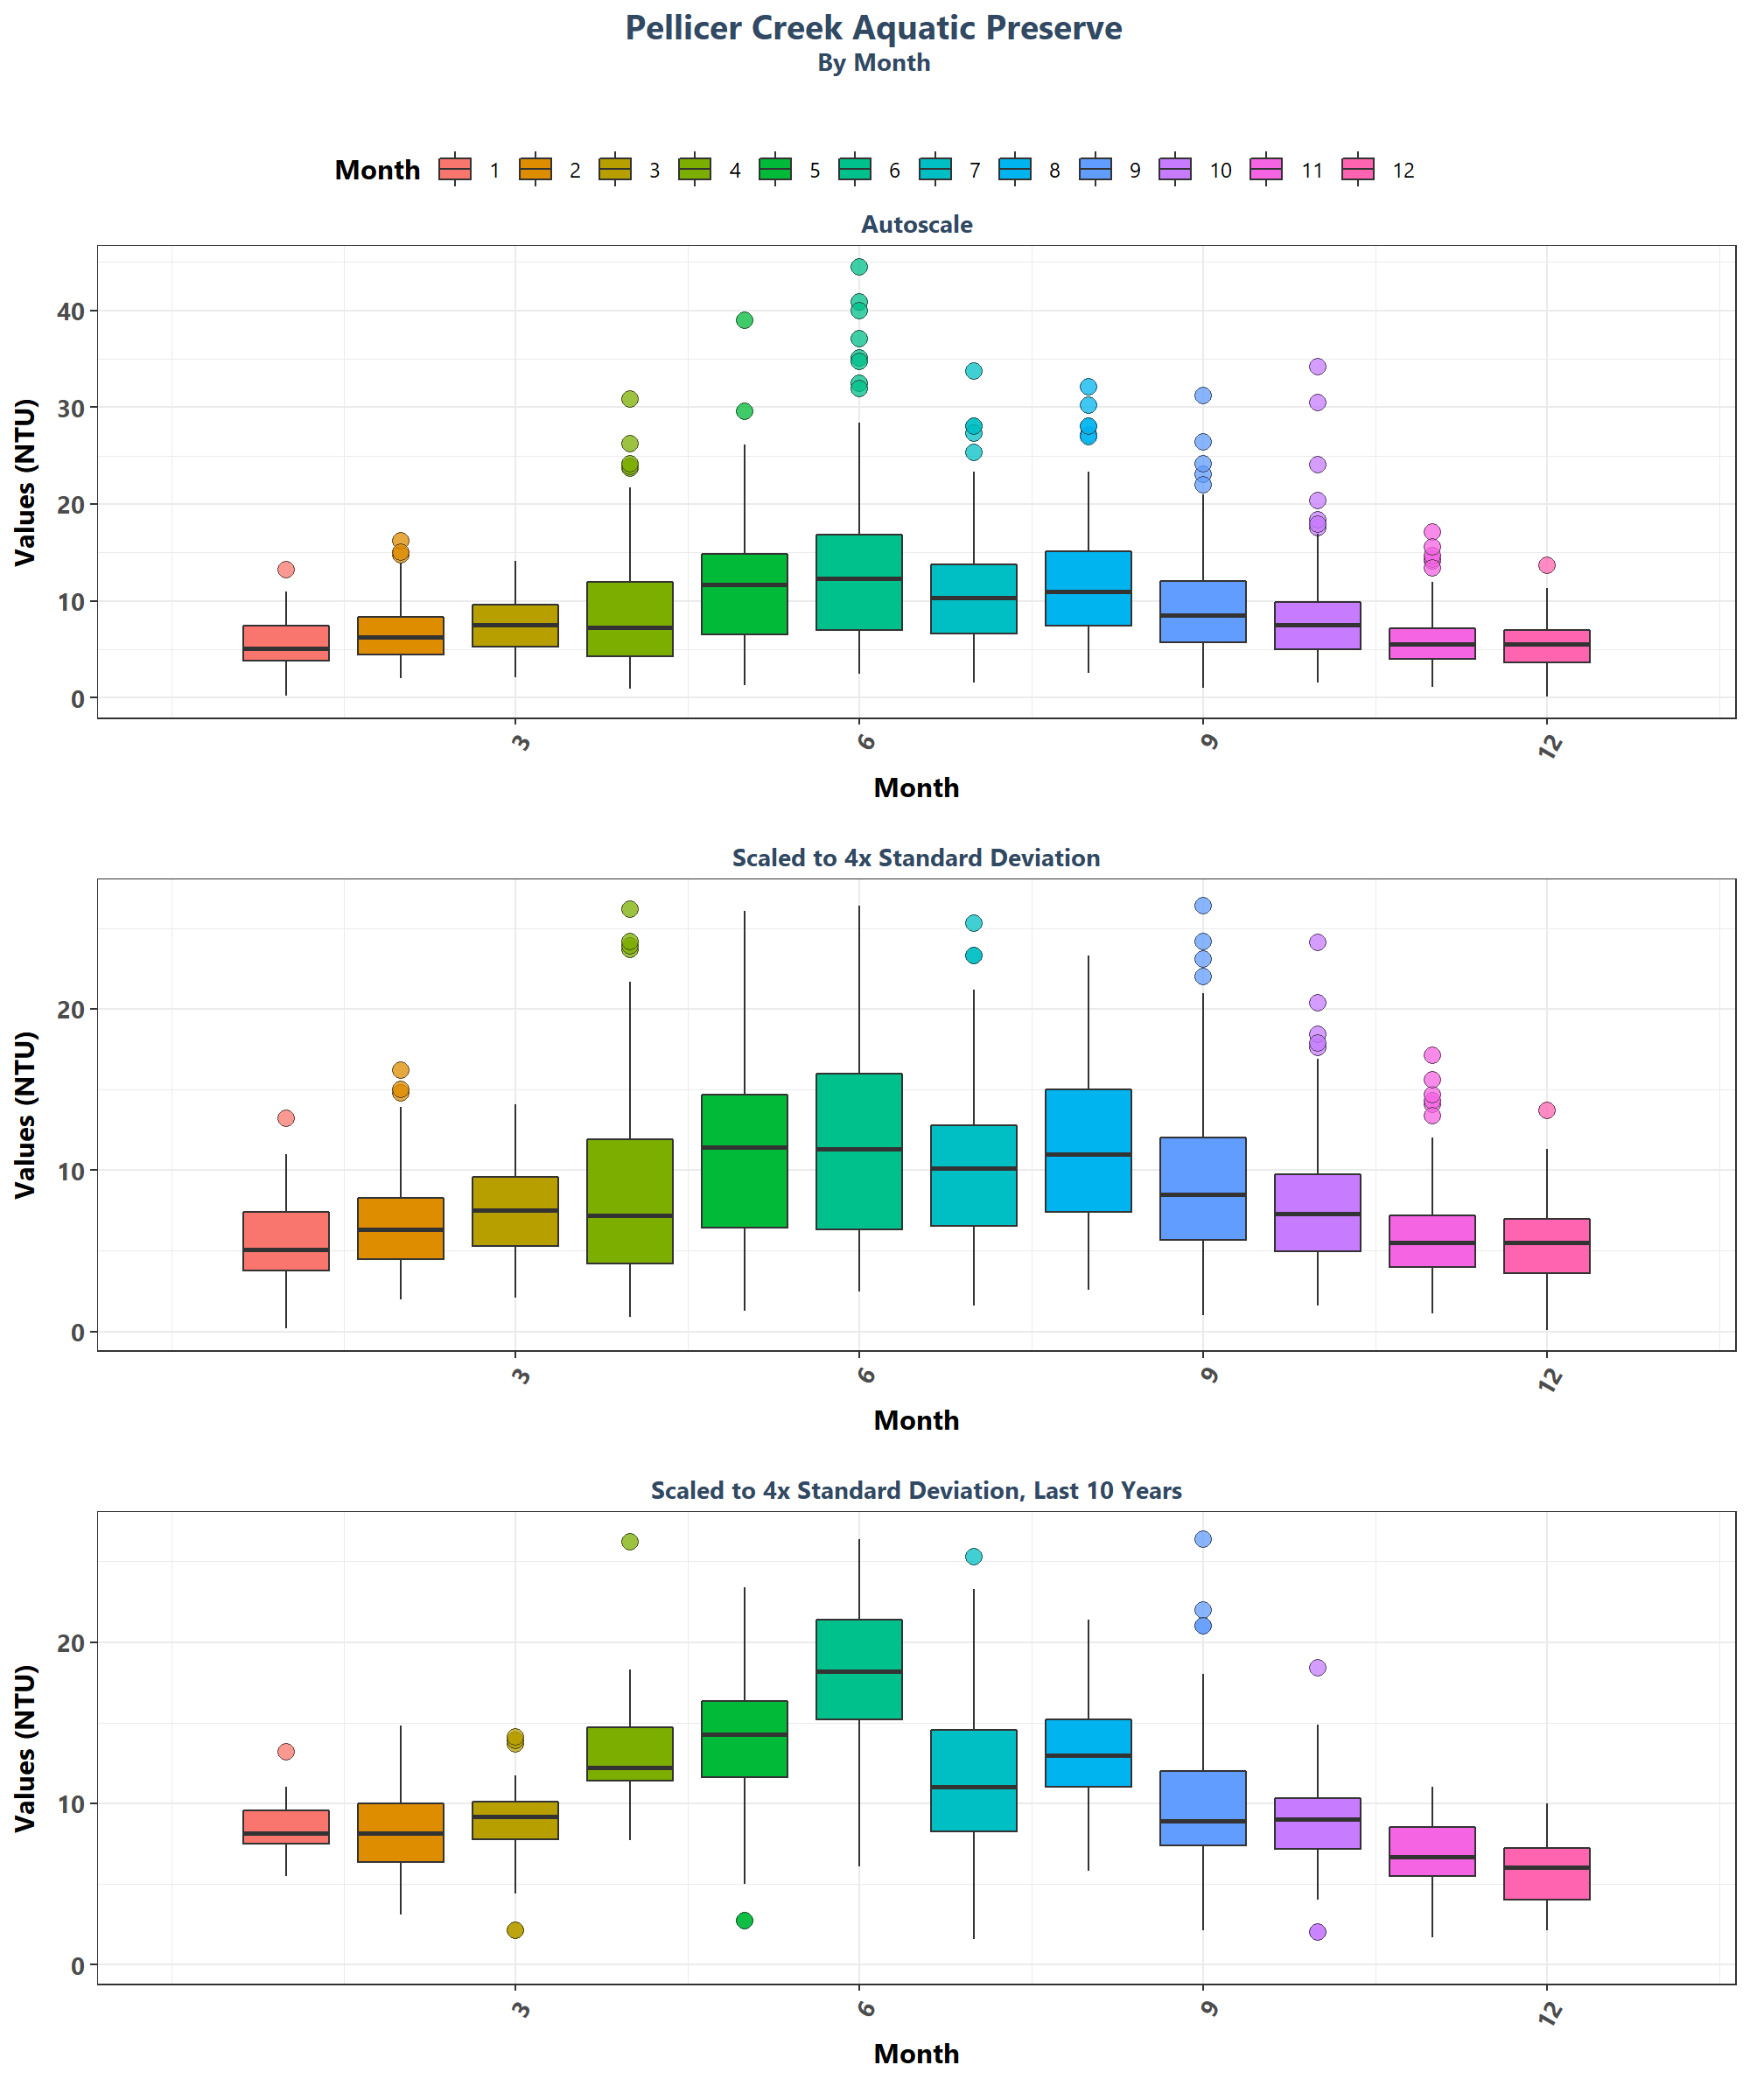 Pellicer Creek Aquatic Preserve
By Month
Month 1 2 3 4 5 6 7 8 9 10 11 12
Autoscale
Values (NTU)
40
30
20
10
0
3 6 9 12
Month
Scaled to 4x Standard Deviation
Values (NTU)
20
10
0
3 6 9 12
Month
Scaled to 4x Standard Deviation, Last 10 Years
Values (NTU)
20
10
0
3 6 9 12
Month